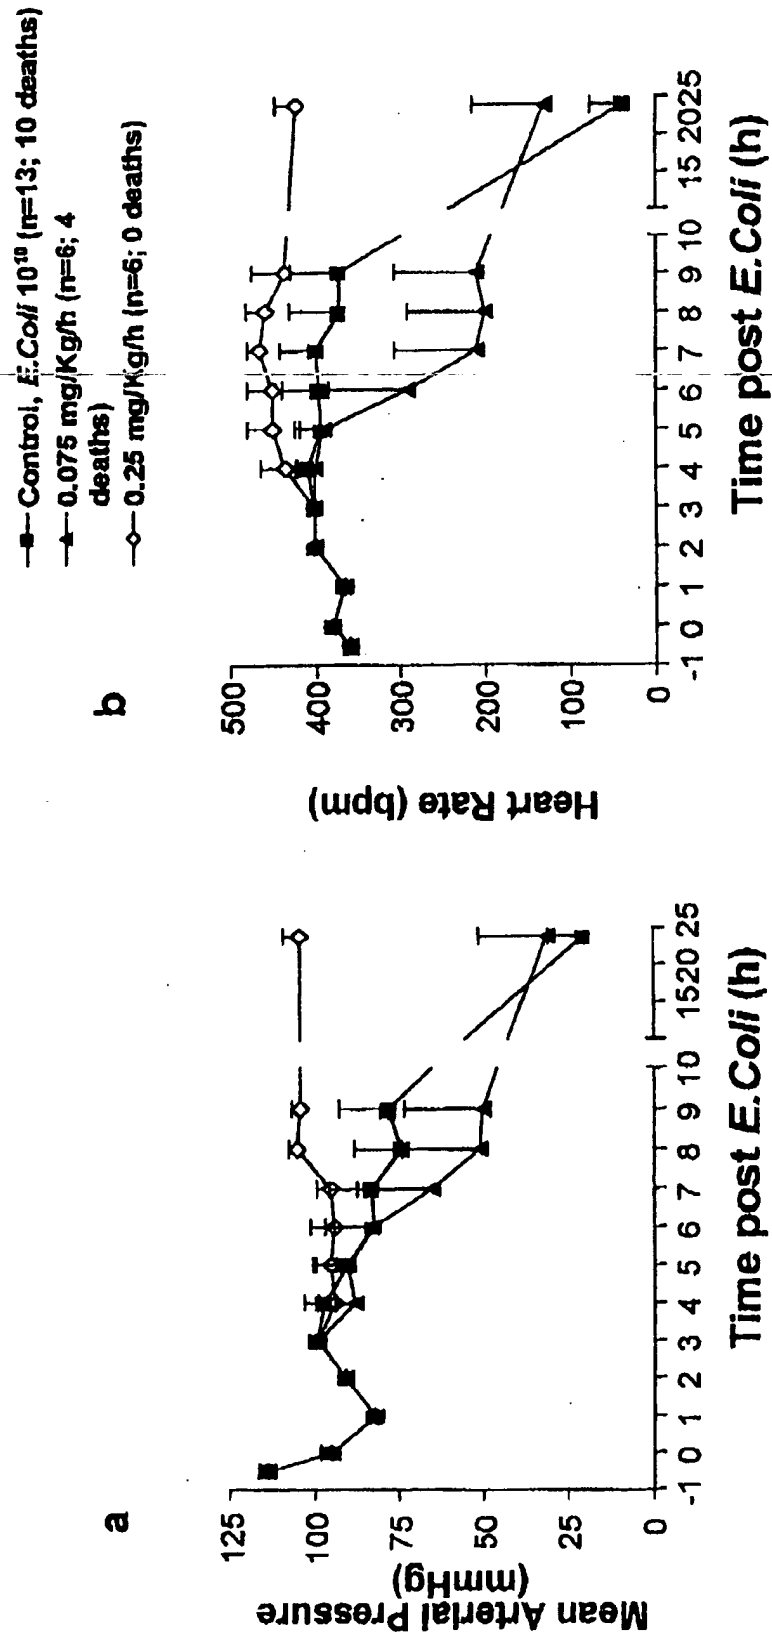 a
Mean Arterial Pressure
(mmHg)
125
100
75
50
25
0
-1 0 1 2 3 4 5 6 7 8 9 10 1520 25
Time post E.Coli (h)
b
■ Control, E.Coli 10¹⁰ (n=13; 10 deaths)
▲ 0.075 mg/Kg/h (n=6; 4
deaths)
◇ 0.25 mg/Kg/h (n=6; 0 deaths)
Heart Rate (bpm)
500
400
300
200
100
0
-1 0 1 2 3 4 5 6 7 8 9 10 15 2025
Time post E.Coli (h)